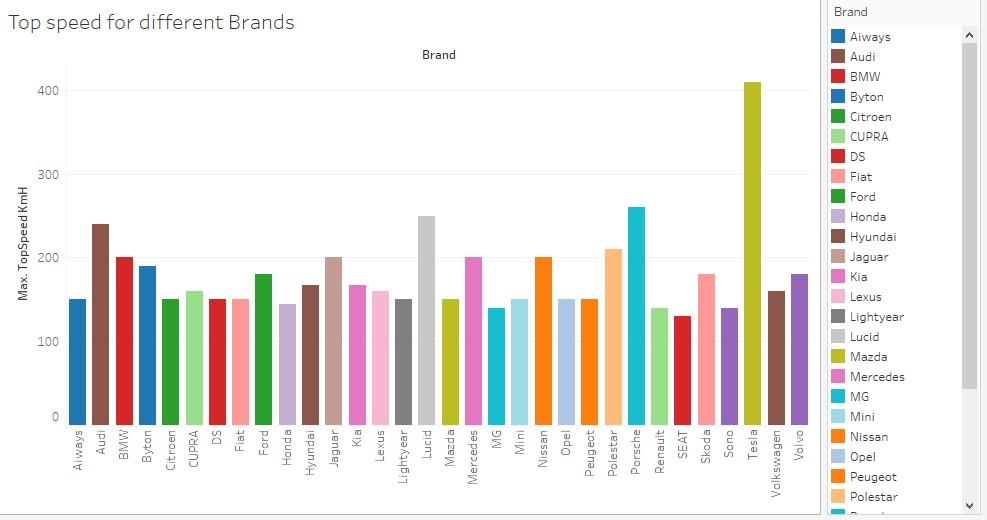 Top speed for different Brands
Brand
Max. TopSpeed KmH
400
300
200
100
0
Aiways
Audi
BMW
Byton
Citroen
CUPRA
DS
Fiat
Ford
Honda
Hyundai
Jaguar
Kia
Lexus
Lightyear
Lucid
Mazda
Mercedes
MG
Mini
Nissan
Opel
Peugeot
Polestar
Porsche
Renault
SEAT
Skoda
Sono
Tesla
Volkswagen
Volvo
Brand
Aiways
Audi
BMW
Byton
Citroen
CUPRA
DS
Fiat
Ford
Honda
Hyundai
Jaguar
Kia
Lexus
Lightyear
Lucid
Mazda
Mercedes
MG
Mini
Nissan
Opel
Peugeot
Polestar